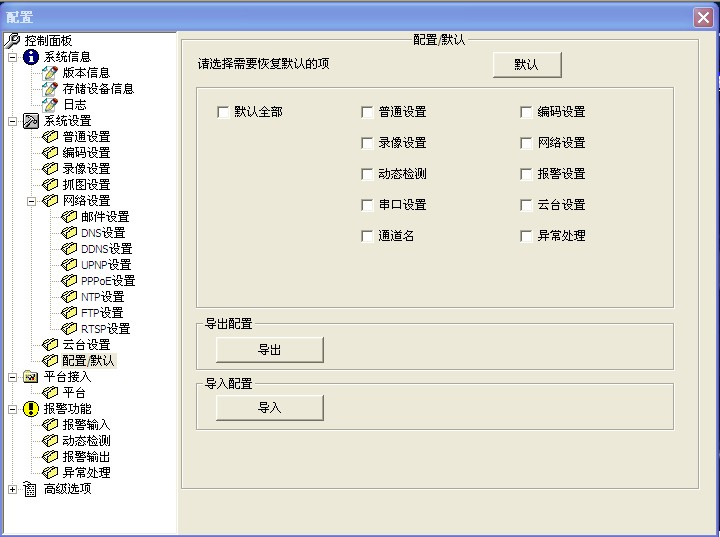 配置
控制面板
系统信息
版本信息
存储设备信息
日志
系统设置
普通设置
编码设置
录像设置
抓图设置
网络设置
邮件设置
DNS设置
DDNS设置
UPNP设置
PPPoE设置
NTP设置
FTP设置
RTSP设置
云台设置
配置/默认
平台接入
平台
报警功能
报警输入
动态检测
报警输出
异常处理
高级选项
配置/默认
请选择需要恢复默认的项 默认
默认全部 普通设置 编码设置
录像设置 网络设置
动态检测 报警设置
串口设置 云台设置
通道名 异常处理
导出配置
导出
导入配置
导入